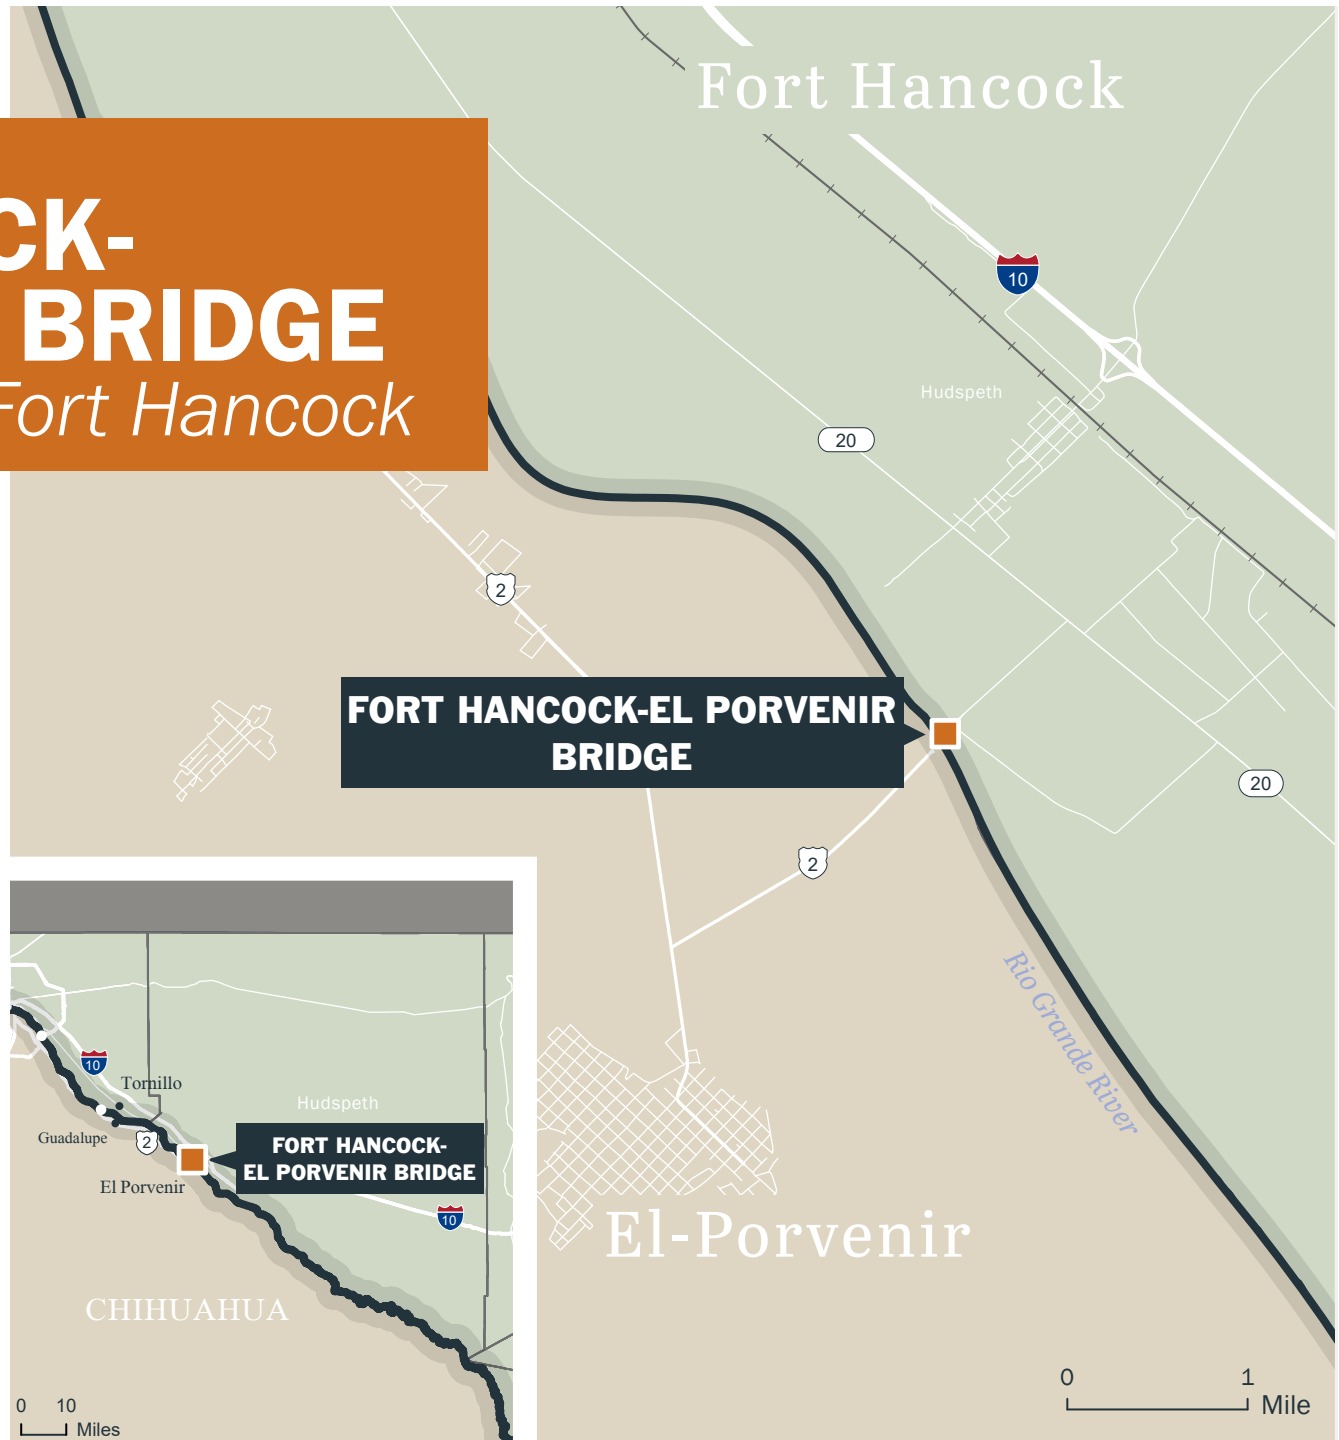 Fort Hancock
CK-
BRIDGE
Fort Hancock
10
Hudspeth
20
2
FORT HANCOCK-EL PORVENIR
BRIDGE
20
2
Rio Grande River
El-Porvenir
0 1
Mile
10
Tornillo
Hudspeth
Guadalupe
2
FORT HANCOCK-
EL PORVENIR BRIDGE
El Porvenir
10
CHIHUAHUA
0 10
Miles